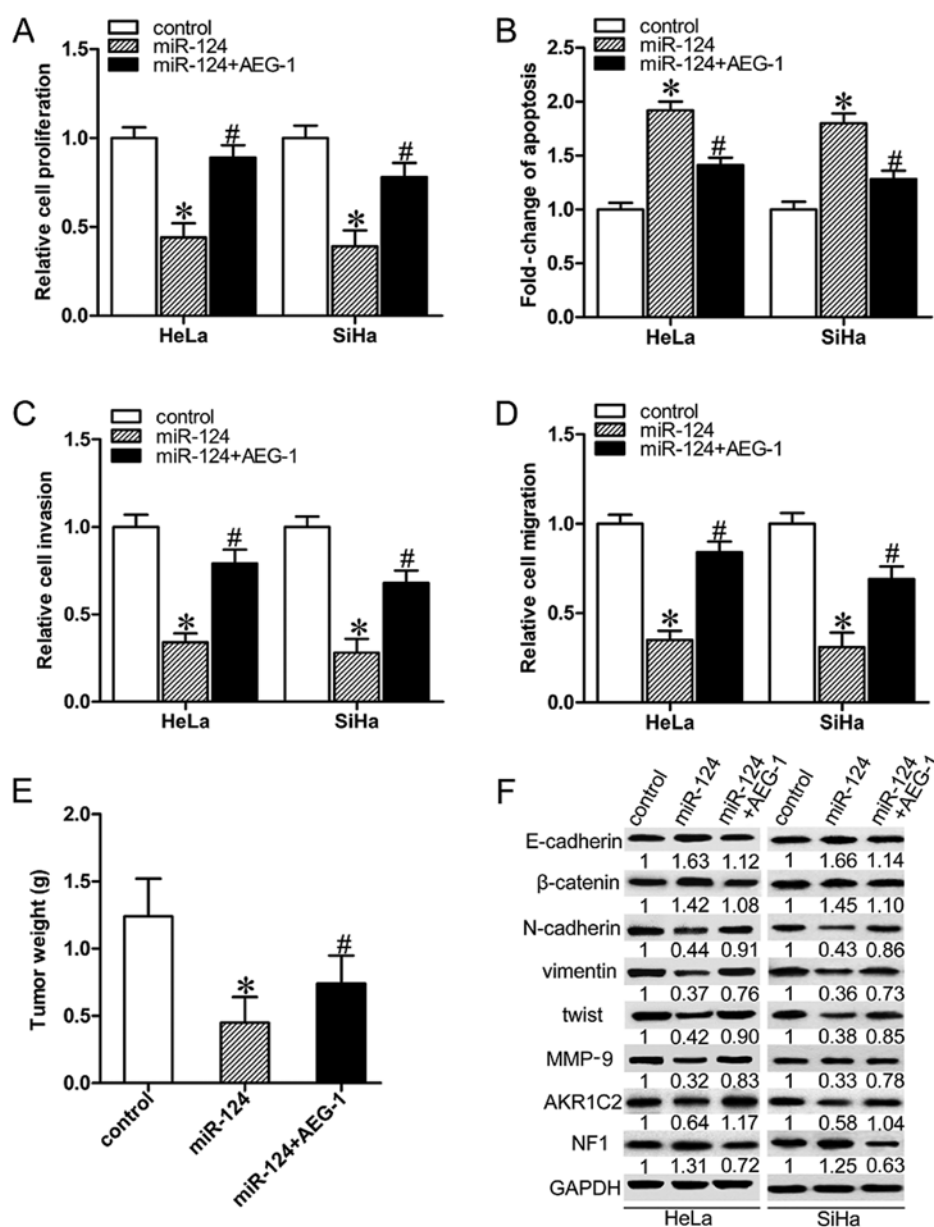 A
control
miR-124
miR-124+AEG-1
Relative cell proliferation
1.5
1.0
0.5
0.0
* # * #
HeLa SiHa
B
control
miR-124
miR-124+AEG-1
Fold-change of apoptosis
2.5
2.0
1.5
1.0
0.5
0.0
* # * #
HeLa SiHa
C
control
miR-124
miR-124+AEG-1
Relative cell invasion
1.5
1.0
0.5
0.0
* # * #
HeLa SiHa
D
control
miR-124
miR-124+AEG-1
Relative cell migration
1.5
1.0
0.5
0.0
* # * #
HeLa SiHa
E
Tumor weight (g)
2.0
1.5
1.0
0.5
0.0
* #
control
miR-124
miR-124+AEG-1
F
control
miR-124
miR-124
+AEG-1
control
miR-124
miR-124
+AEG-1
E-cadherin
1 1.63 1.12 1 1.66 1.14
β-catenin
1 1.42 1.08 1 1.45 1.10
N-cadherin
1 0.44 0.91 1 0.43 0.86
vimentin
1 0.37 0.76 1 0.36 0.73
twist
1 0.42 0.90 1 0.38 0.85
MMP-9
1 0.32 0.83 1 0.33 0.78
AKR1C2
1 0.64 1.17 1 0.58 1.04
NF1
1 1.31 0.72 1 1.25 0.63
GAPDH
HeLa SiHa